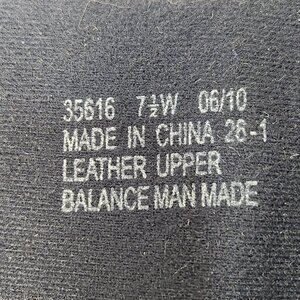 35616 7½W 06/10
MADE IN CHINA 26-1
LEATHER UPPER
BALANCE MAN MADE